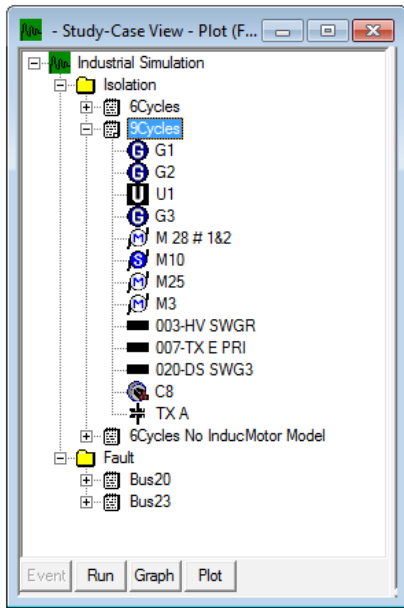 - Study-Case View - Plot (F...
Industrial Simulation
Isolation
6Cycles
9Cycles
G G1
G G2
U U1
G G3
M M 28 # 1&2
S M10
M M25
M M3
003-HV SWGR
007-TX E PRI
020-DS SWG3
C8
TX A
6Cycles No InducMotor Model
Fault
Bus20
Bus23
Event Run Graph Plot